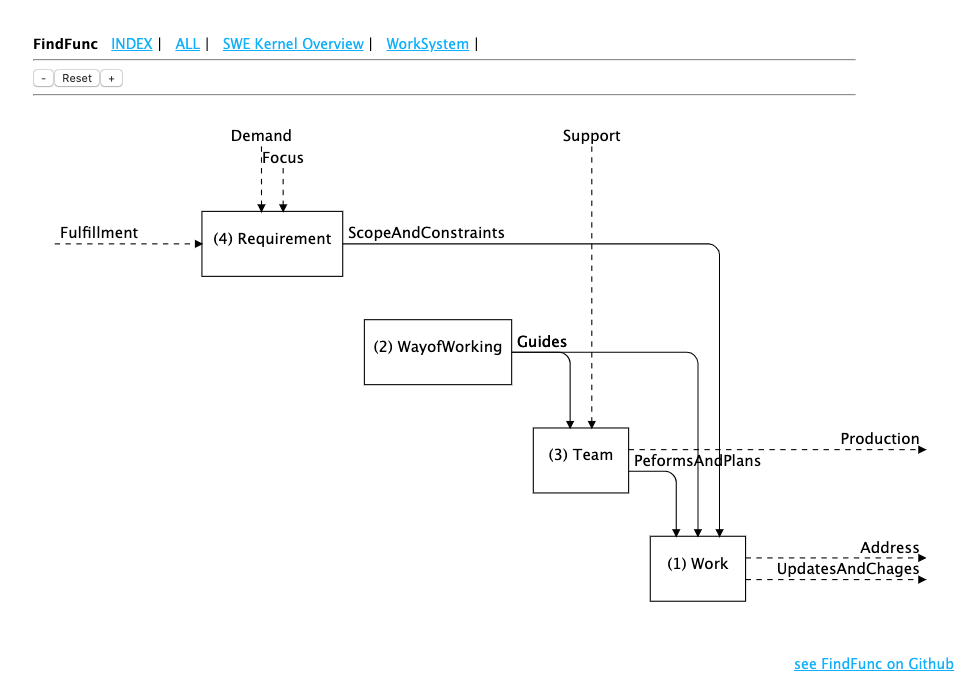 FindFunc INDEX | ALL | SWE Kernel Overview | WorkSystem |
- Reset +
Demand
Support
Focus
Fulfillment
(4) Requirement
ScopeAndConstraints
(2) WayofWorking
Guides
Production
(3) Team
PeformsAndPlans
Address
(1) Work
UpdatesAndChages
see FindFunc on Github